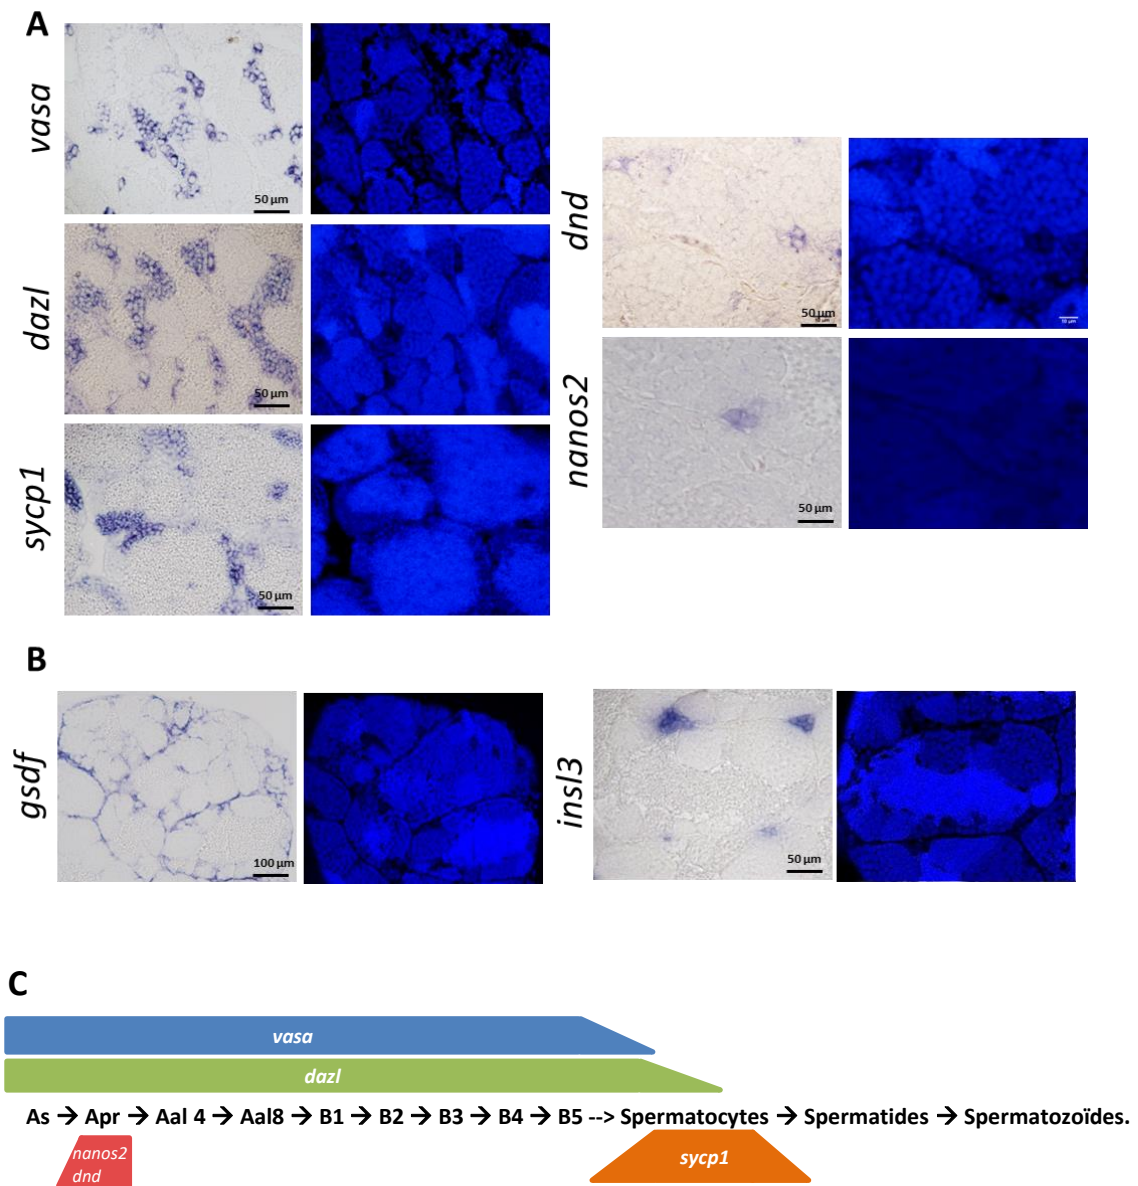 A
vasa
50 µm
dazl
50 µm
sycp1
50 µm
dnd
50 µm
10 µm
nanos2
50 µm
B
gsdf
100 µm
insl3
50 µm
C
vasa
dazl
As → Apr → Aal 4 → Aal8 → B1 → B2 → B3 → B4 → B5 --> Spermatocytes → Spermatides → Spermatozoïdes.
nanos2
dnd
sycp1